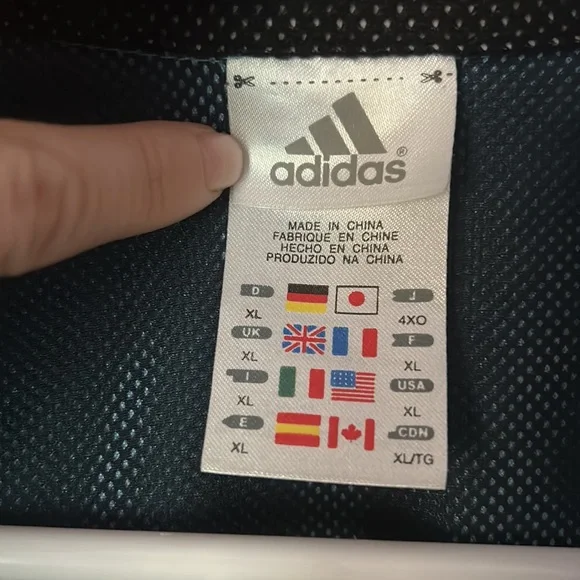 adidas®
MADE IN CHINA
FABRIQUE EN CHINE
HECHO EN CHINA
PRODUZIDO NA CHINA
D J
XL 4XO
UK F
XL XL
I USA
XL XL
E CDN
XL XL/TG